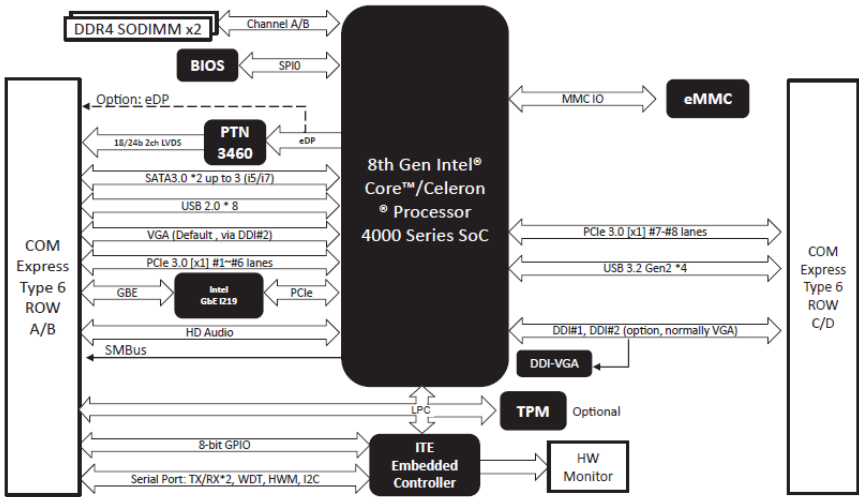 DDR4 SODIMM x2
Channel A/B
BIOS
SPI0
Option: eDP
PTN
3460
18/24b 2ch LVDS
eDP
SATA3.0 *2 up to 3 (i5/i7)
USB 2.0 * 8
VGA (Default , via DDI#2)
PCIe 3.0 [x1] #1~#6 lanes
GBE
Intel
GbE I219
PCIe
HD Audio
SMBus
COM
Express
Type 6
ROW
A/B
8th Gen Intel®
Core™/Celeron
® Processor
4000 Series SoC
MMC IO
eMMC
PCIe 3.0 [x1] #7-#8 lanes
USB 3.2 Gen2 *4
DDI#1, DDI#2 (option, normally VGA)
DDI-VGA
COM
Express
Type 6
ROW
C/D
LPC
TPM
Optional
8-bit GPIO
Serial Port: TX/RX*2, WDT, HWM, I2C
ITE
Embedded
Controller
HW
Monitor